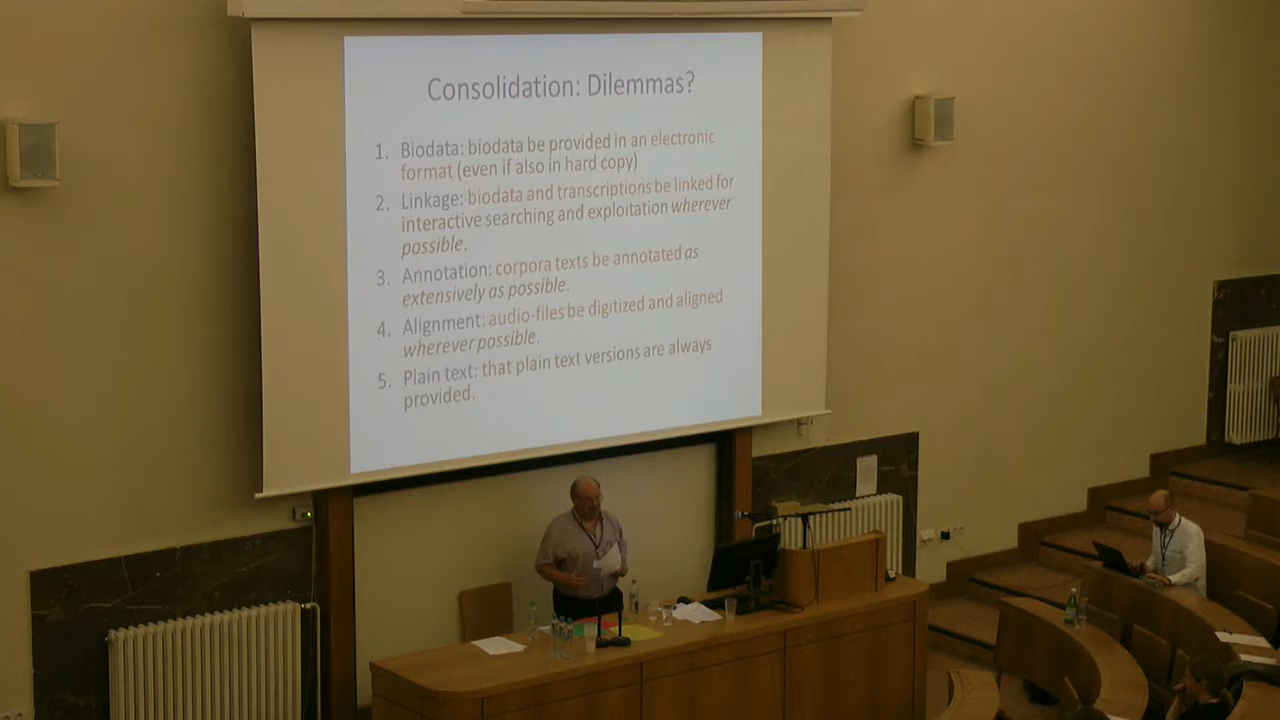 Consolidation: Dilemmas?
1. Biodata: biodata be provided in an electronic
format (even if also in hard copy)
2. Linkage: biodata and transcriptions be linked for
interactive searching and exploitation wherever
possible.
3. Annotation: corpora texts be annotated as
extensively as possible.
4. Alignment: audio-files be digitized and aligned
wherever possible.
5. Plain text: that plain text versions are always
provided.